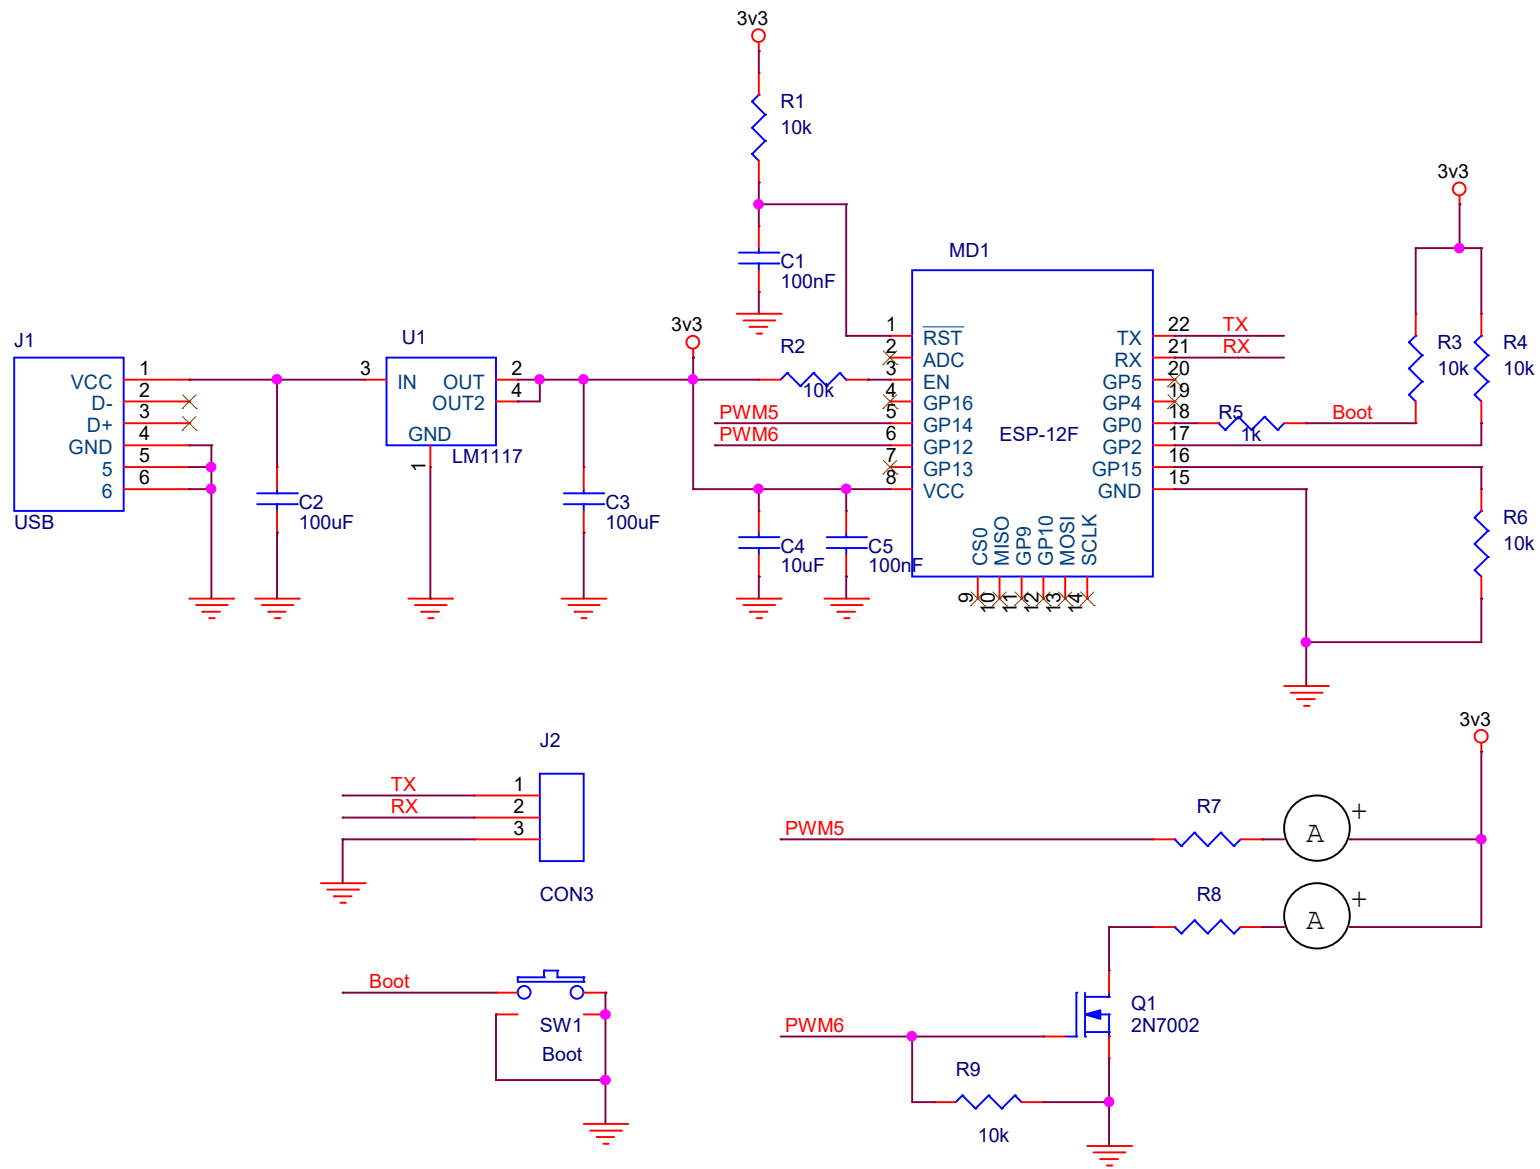 3v3
R1
10k
C1
100nF
3v3
MD1
J1
VCC
D-
D+
GND
5
6
1
2
3
4
5
6
USB
C2
100uF
U1
3
IN
OUT
OUT2
GND
2
4
1
LM1117
C3
100uF
3v3
R2
10k
PWM5
PWM6
C4
10uF
C5
100nF
1
2
3
4
5
6
7
8
RST
ADC
EN
GP16
GP14
GP12
GP13
VCC
ESP-12F
CS0
MISO
GP9
GP10
MOSI
SCLK
9
10
11
12
13
14
TX
RX
GP5
GP4
GP0
GP2
GP15
GND
22
21
20
19
18
17
16
15
TX
RX
R5
1k
Boot
R3
10k
R4
10k
R6
10k
J2
TX
RX
1
2
3
CON3
Boot
SW1
Boot
3v3
PWM5
R7
A
+
R8
A
+
Q1
2N7002
PWM6
R9
10k